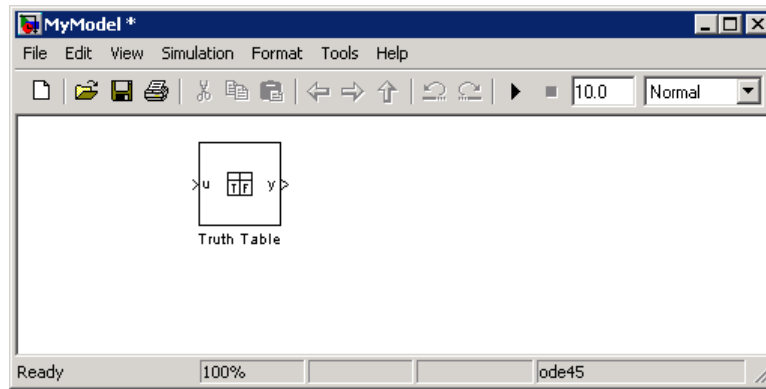 MyModel *
File Edit View Simulation Format Tools Help
10.0 Normal
u T F y
Truth Table
Ready 100% ode45